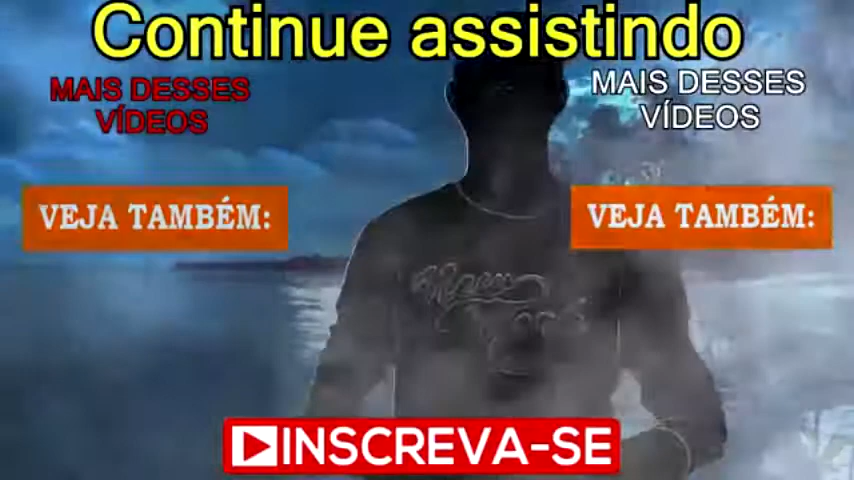 Continue assistindo
MAIS DESSES
VÍDEOS
MAIS DESSES
VÍDEOS
VEJA TAMBÉM:
VEJA TAMBÉM:
INSCREVA-SE